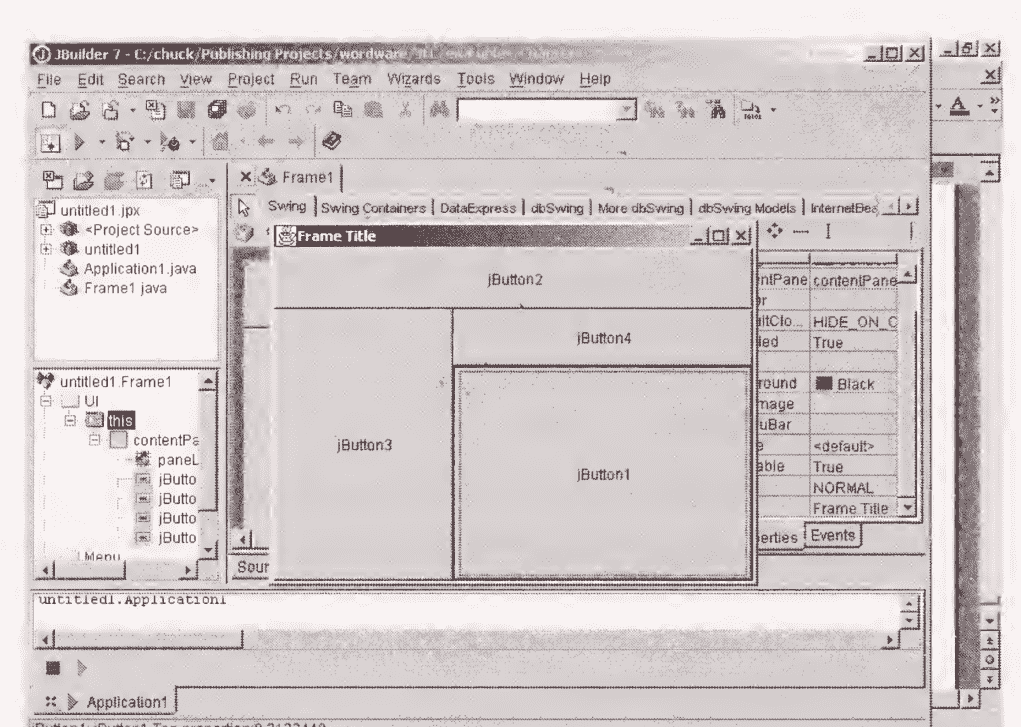 JBuilder 7 - C:/chuck/Publishing Projects/wordware/
File Edit Search View Project Run Team Wizards Tools Window Help
A
Frame1
untitled1.jpx
<Project Source>
untitled1
Application1.java
Frame1 java
Swing Swing Containers DataExpress dbSwing More dbSwing dbSwing Models InternetBea
Frame Title
jButton2
jButton4
jButton3
jButton1
ntPane contentPane
ultClo... HIDE_ON_C
led True
round Black
mage
uBar
<default>
able True
NORMAL
Frame Title
erties Events
untitled1.Frame1
UI
this
contentPa
paneL
jButto
jButto
jButto
jButto
Menu
Sour
untitled1.Application1
Application1